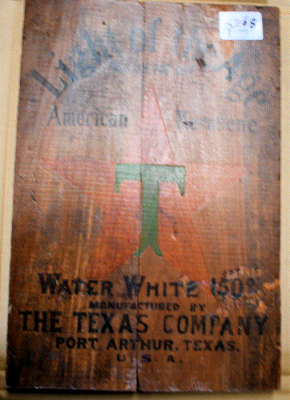 Light of the Age
American Kerosene
T
WATER WHITE 150°
MANUFACTURED BY
THE TEXAS COMPANY
PORT ARTHUR, TEXAS.
U.S.A.